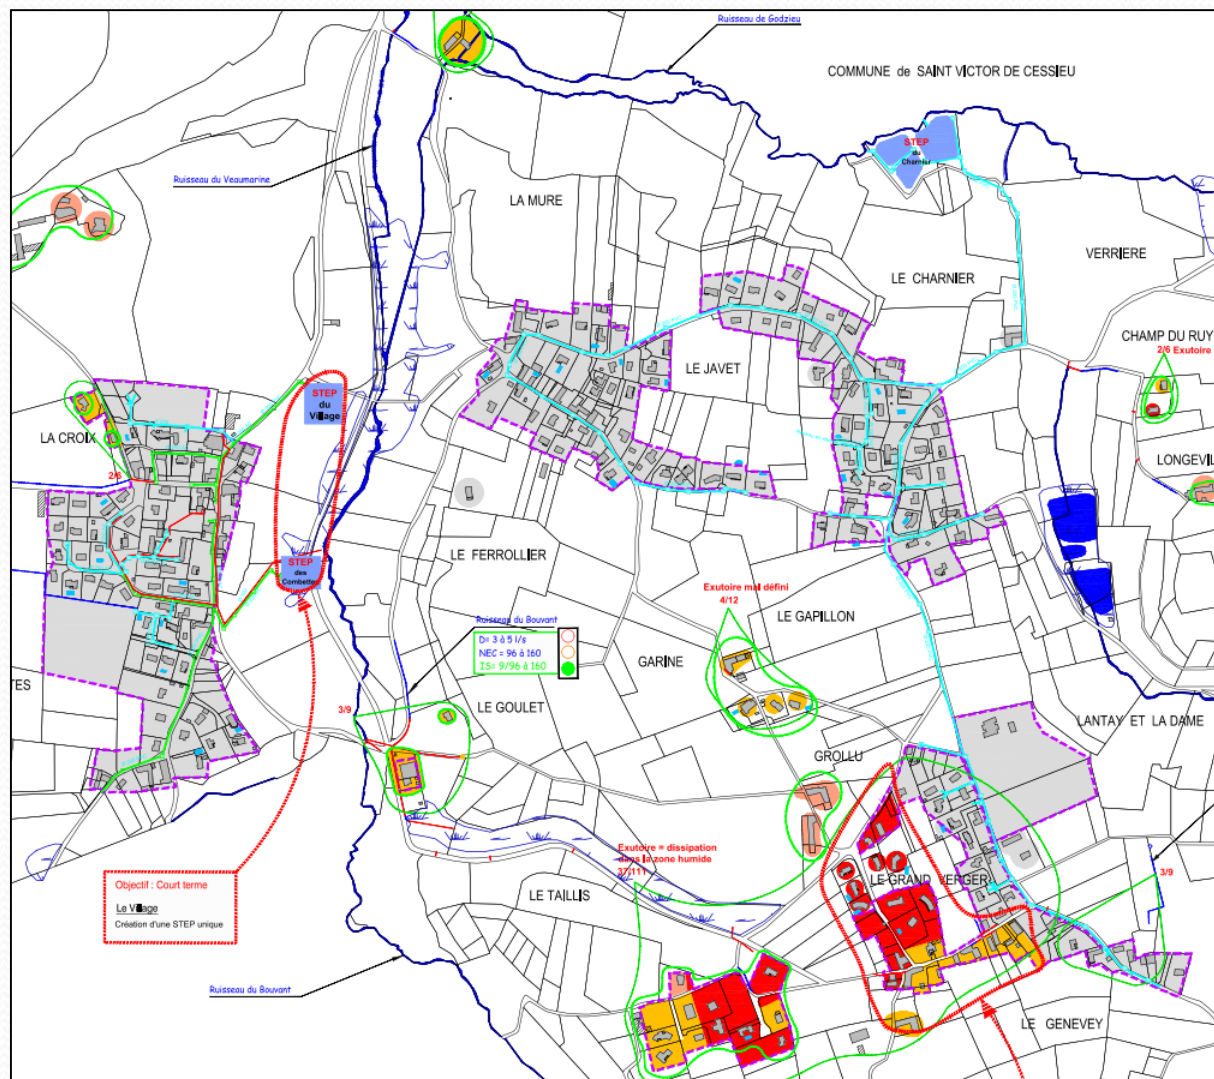 Ruisseau de Godzieu
COMMUNE de SAINT VICTOR DE CESSIEU
STEP
du
Charnier
Ruisseau du Veaumarine
LA MURE
VERRIERE
LE CHARNIER
CHAMP DU RUY
2/6 Exutoire
LE JAVET
STEP
du
Village
LA CROIX
2/6
LONGEVIL
LE FERROLLIER
STEP
des
Combettes
Exutoire mal défini
4/12
LE GAPILLON
Ruisseau du Bouvant
D= 3 à 5 l/s
NEC = 96 à 160
IS= 9/96 à 160
GARINE
TES
3/9
LE GOULET
LANTAY ET LA DAME
GROLLU
Exutoire = dissipation
dans la zone humide
37/111
LE GRAND VERGER
3/9
Objectif : Court terme
Le Village
Création d'une STEP unique
LE TAILLIS
Ruisseau du Bouvant
LE GENEVEY